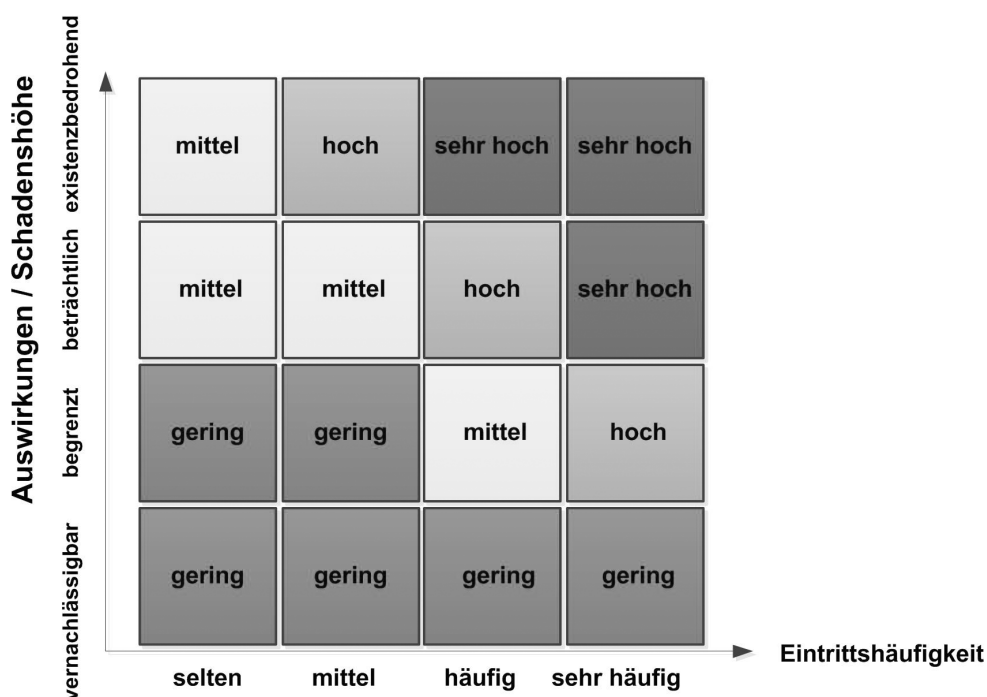 Auswirkungen / Schadenshöhe
existenzbedrohend
mittel
hoch
sehr hoch
sehr hoch
beträchtlich
mittel
mittel
hoch
sehr hoch
begrenzt
gering
gering
mittel
hoch
vernachlässigbar
gering
gering
gering
gering
selten
mittel
häufig
sehr häufig
Eintrittshäufigkeit